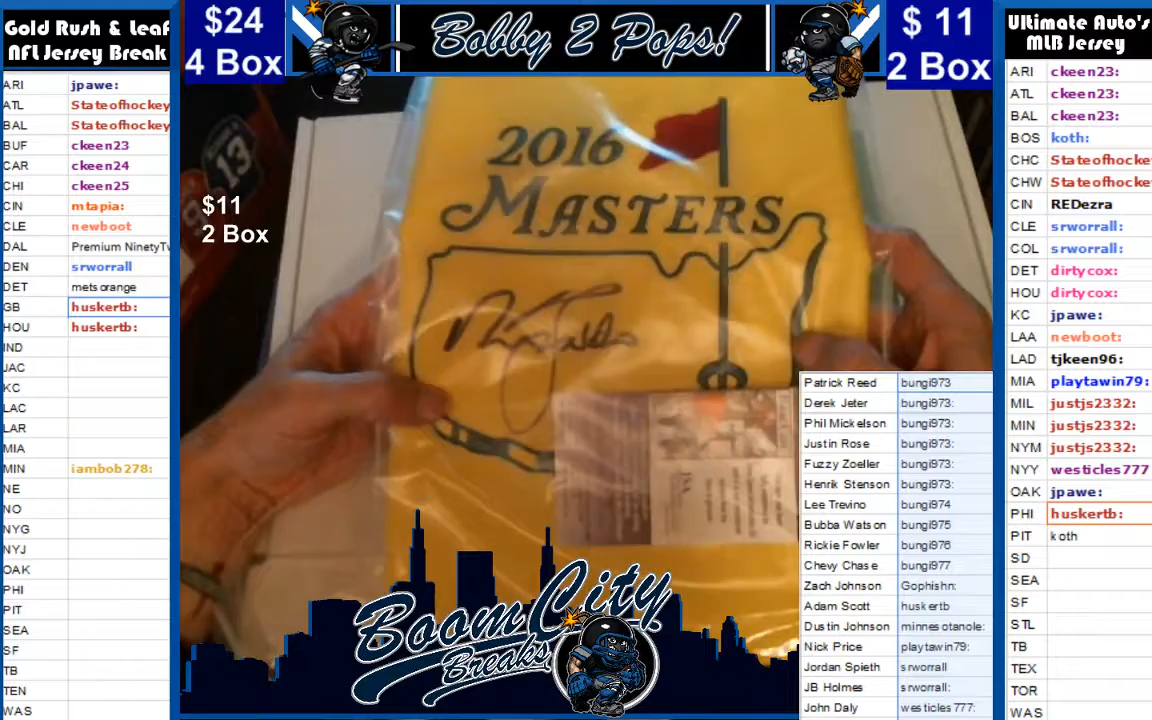 Gold Rush & Leaf
NFL Jersey Break
ARI jpawe:
ATL Stateofhockey
BAL Stateofhockey
BUF ckeen23
CAR ckeen24
CHI ckeen25
CIN mtapia:
CLE newboot
DAL Premium NinetyTw
DEN srworrall
DET mets orange
GB huskertb:
HOU huskertb:
IND
JAC
KC
LAC
LAR
MIA
MIN iambob278:
NE
NO
NYG
NYJ
OAK
PHI
PIT
SEA
SF
TB
TEN
WAS
$24
4 Box
Bobby 2 Pops!
$ 11
2 Box
13
$11
2 Box
2016
MASTERS
Nick Faldo
Boom City
Breaks
Patrick Reed bungi973
Derek Jeter bungi973:
Phil Mickelson bungi973:
Justin Rose bungi973:
Fuzzy Zoeller bungi973:
Henrik Stenson bungi973:
Lee Trevino bungi974
Bubba Watson bungi975
Rickie Fowler bungi976
Chevy Chase bungi977
Zach Johnson Gophishn:
Adam Scott huskertb
Dustin Johnson minnesotanole:
Nick Price playtawin79:
Jordan Spieth srworrall
JB Holmes srworrall:
John Daly westicles777:
Ultimate Auto's
MLB Jersey
ARI ckeen23:
ATL ckeen23:
BAL ckeen23:
BOS koth:
CHC Stateofhocke
CHW Stateofhocke
CIN REDezra
CLE srworrall:
COL srworrall:
DET dirtycox:
HOU dirtycox:
KC jpawe:
LAA newboot:
LAD tjkeen96:
MIA playtawin79:
MIL justjs2332:
MIN justjs2332:
NYM justjs2332:
NYY westicles777
OAK jpawe:
PHI huskertb:
PIT koth
SD
SEA
SF
STL
TB
TEX
TOR
WAS